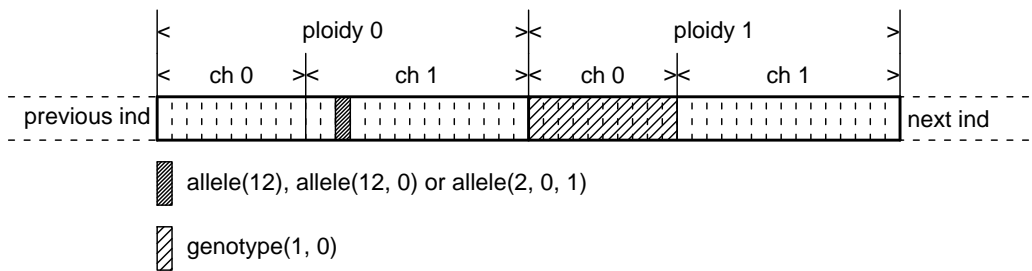 < ploidy 0 > < ploidy 1 >
< ch 0 >< ch 1 > < ch 0 >< ch 1 >
previous ind next ind
allele(12), allele(12, 0) or allele(2, 0, 1)
genotype(1, 0)